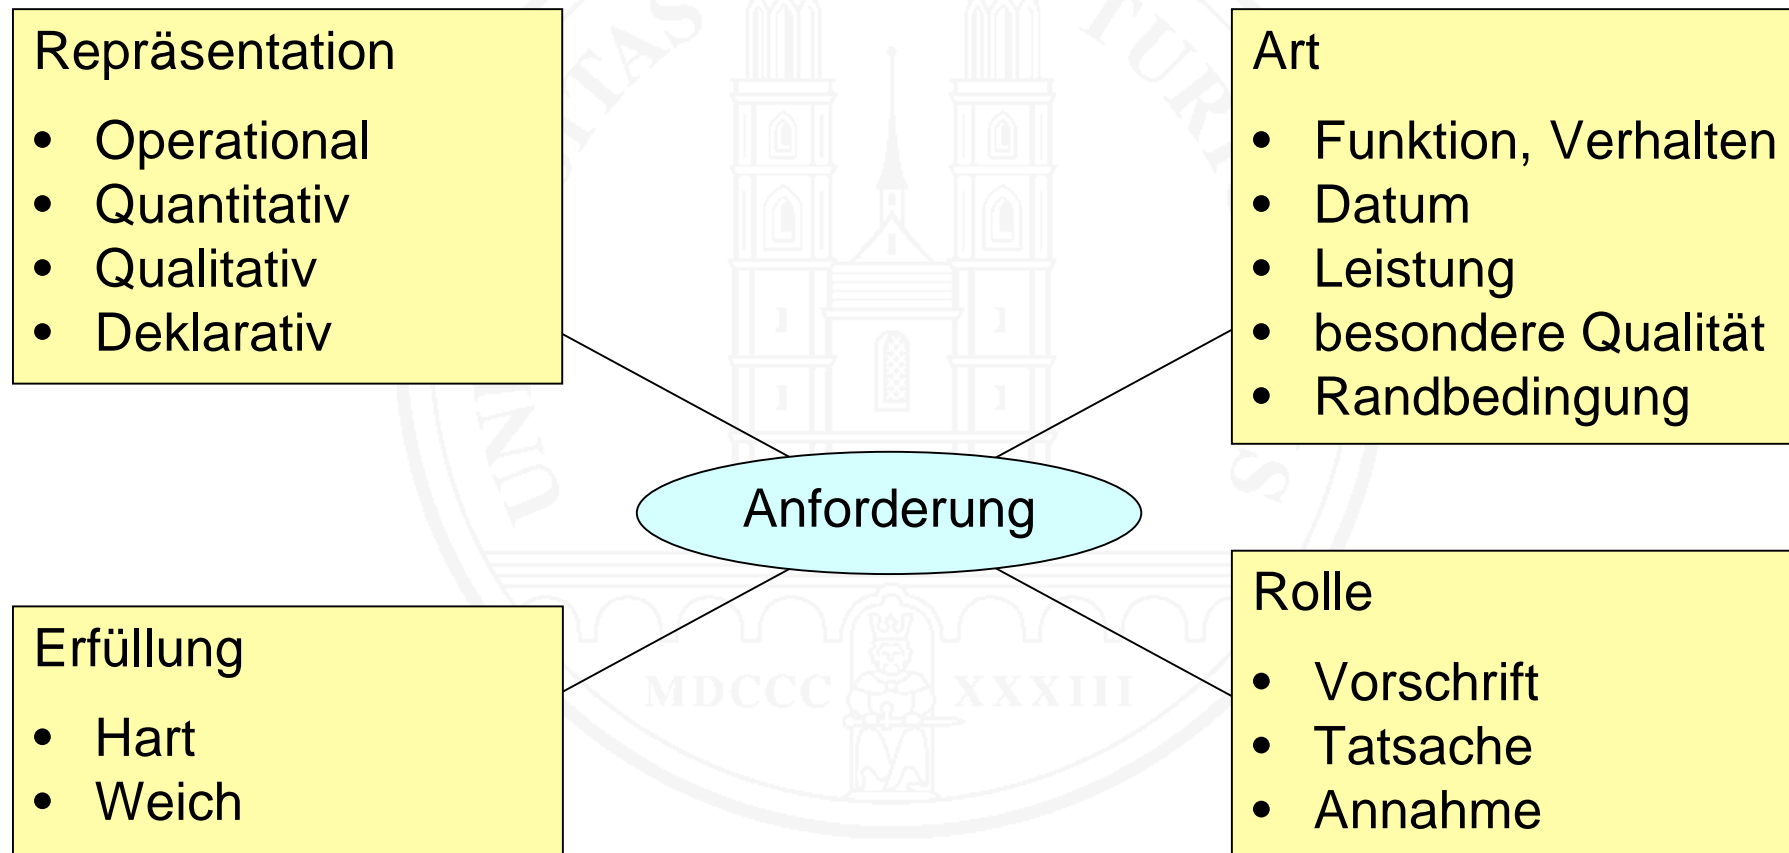 Repräsentation
• Operational
• Quantitativ
• Qualitativ
• Deklarativ
Art
• Funktion, Verhalten
• Datum
• Leistung
• besondere Qualität
• Randbedingung
Anforderung
Erfüllung
• Hart
• Weich
Rolle
• Vorschrift
• Tatsache
• Annahme
MDCCC XXXIII